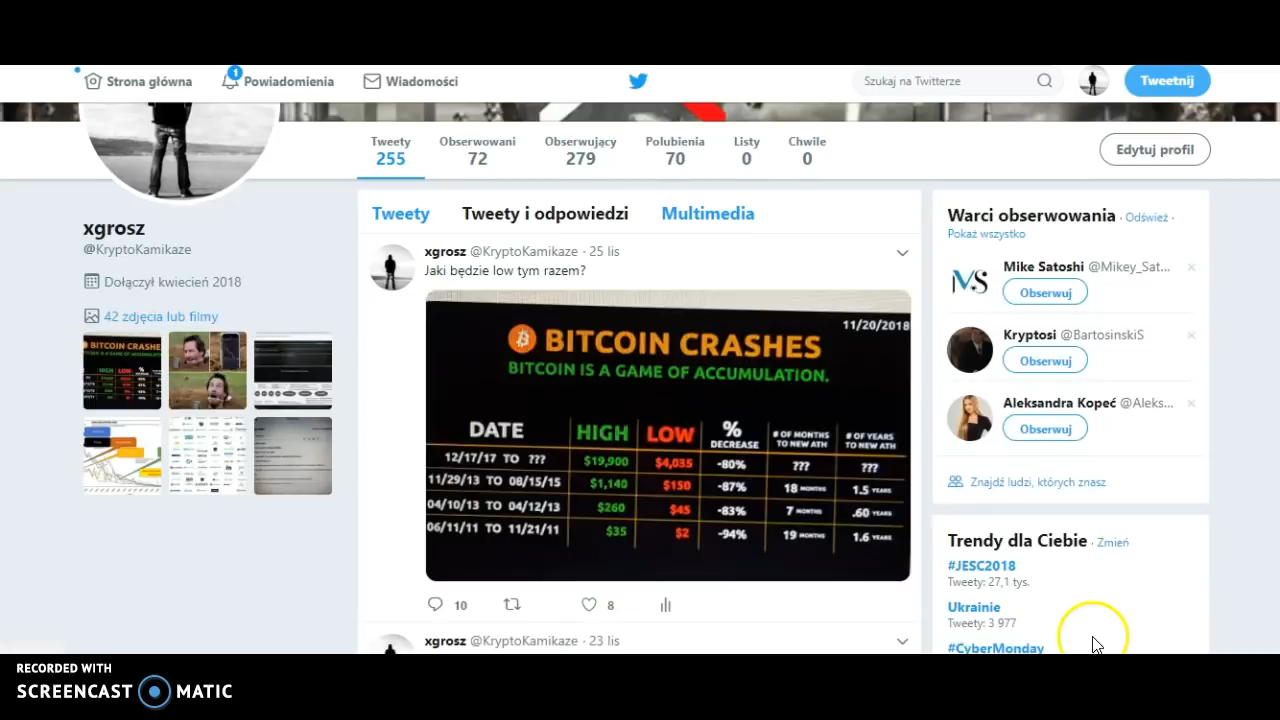 Strona główna
1
Powiadomienia
Wiadomości
Szukaj na Twitterze
Tweetnij
Tweety
255
Obserwowani
72
Obserwujący
279
Polubienia
70
Listy
0
Chwile
0
Edytuj profil
xgrosz
@KryptoKamikaze
Dołączył kwiecień 2018
42 zdjęcia lub filmy
Tweety Tweety i odpowiedzi Multimedia
xgrosz @KryptoKamikaze · 25 lis
Jaki będzie low tym razem?
11/20/2018
BITCOIN CRASHES
BITCOIN IS A GAME OF ACCUMULATION.
DATE HIGH LOW % DECREASE # OF MONTHS TO NEW ATH # OF YEARS TO NEW ATH
12/17/17 TO ??? $19,900 $4,035 -80% ??? ???
11/29/13 TO 08/15/15 $1,140 $150 -87% 18 MONTHS 1.5 YEARS
04/10/13 TO 04/12/13 $260 $45 -83% 7 MONTHS .60 YEARS
06/11/11 TO 11/21/11 $35 $2 -94% 19 MONTHS 1.6 YEARS
10
8
xgrosz @KryptoKamikaze · 23 lis
Warci obserwowania · Odśwież ·
Pokaż wszystko
Mike Satoshi @Mikey_Sat...
Obserwuj
Kryptosi @BartosinskiS
Obserwuj
Aleksandra Kopeć @Aleks...
Obserwuj
Znajdź ludzi, których znasz
Trendy dla Ciebie · Zmień
#JESC2018
Tweety: 27,1 tys.
Ukrainie
Tweety: 3 977
#CyberMonday
RECORDED WITH
SCREENCAST MATIC